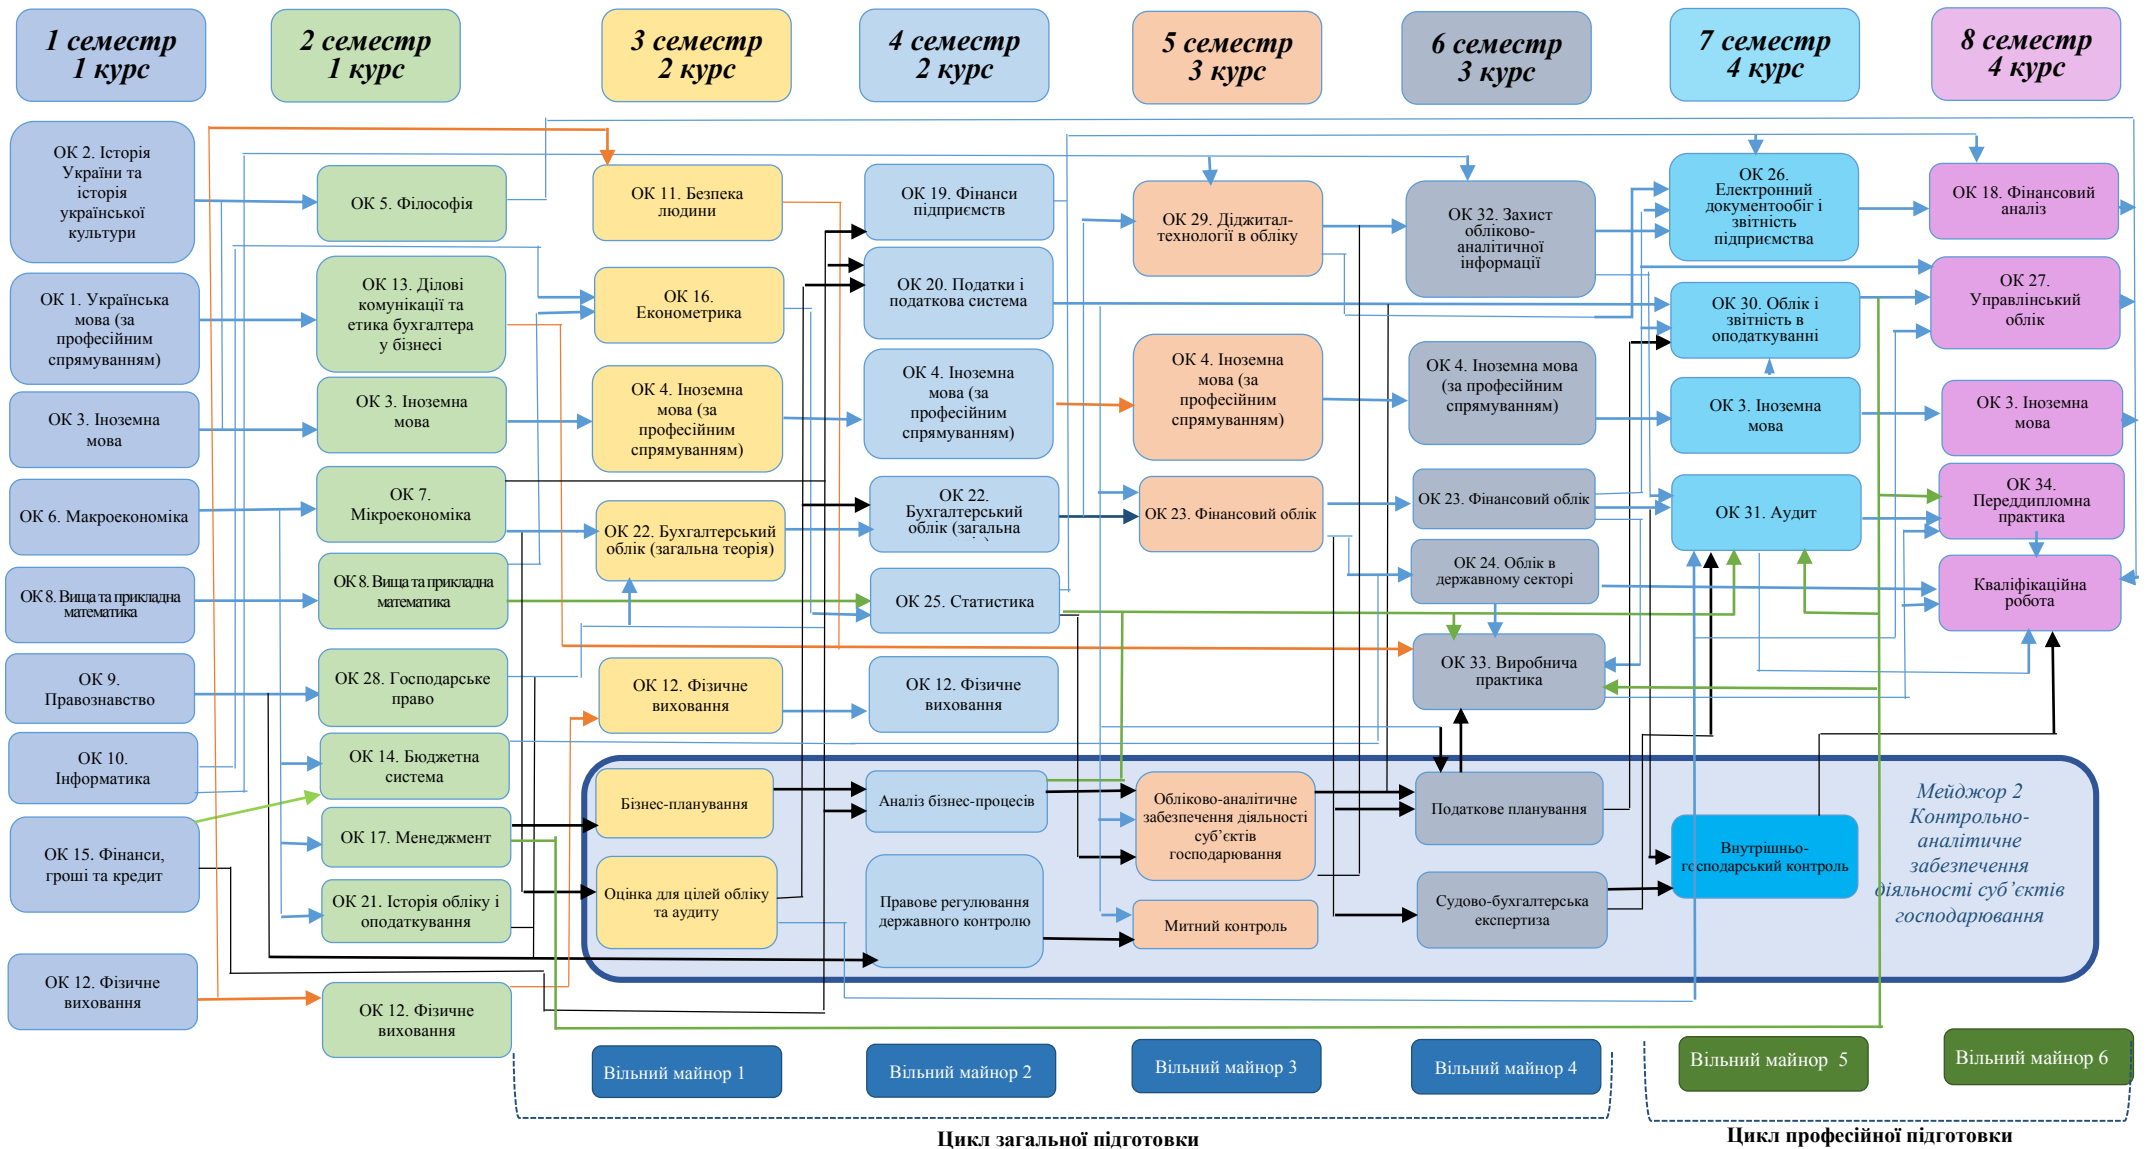 1 семестр
1 курс
2 семестр
1 курс
3 семестр
2 курс
4 семестр
2 курс
5 семестр
3 курс
6 семестр
3 курс
7 семестр
4 курс
8 семестр
4 курс
ОК 2. Історія
України та
історія
української
культури
ОК 1. Українська
мова (за
професійним
спрямуванням)
ОК 3. Іноземна
мова
ОК 6. Макроекономіка
ОК 8. Вища та прикладна
математика
ОК 9.
Правознавство
ОК 10.
Інформатика
ОК 15. Фінанси,
гроші та кредит
ОК 12. Фізичне
виховання
ОК 5. Філософія
ОК 13. Ділові
комунікації та
етика бухгалтера
у бізнесі
ОК 3. Іноземна
мова
ОК 7.
Мікроекономіка
ОК 8. Вища та прикладна
математика
ОК 28. Господарське
право
ОК 14. Бюджетна
система
ОК 17. Менеджмент
ОК 21. Історія обліку і
оподаткування
ОК 12. Фізичне
виховання
ОК 11. Безпека
людини
ОК 16.
Економетрика
ОК 4. Іноземна
мова (за
професійним
спрямуванням)
ОК 22. Бухгалтерський
облік (загальна теорія)
ОК 12. Фізичне
виховання
Бізнес-планування
Оцінка для цілей обліку
та аудиту
ОК 19. Фінанси
підприємств
ОК 20. Податки і
податкова система
ОК 4. Іноземна
мова (за
професійним
спрямуванням)
ОК 22.
Бухгалтерський
облік (загальна
ОК 25. Статистика
ОК 12. Фізичне
виховання
Аналіз бізнес-процесів
Правове регулювання
державного контролю
ОК 29. Діджитал-
технології в обліку
ОК 4. Іноземна
мова (за
професійним
спрямуванням)
ОК 23. Фінансовий облік
Обліково-аналітичне
забезпечення діяльності
суб’єктів
господарювання
Митний контроль
ОК 32. Захист
обліково-
аналітичної
інформації
ОК 4. Іноземна мова
(за професійним
спрямуванням)
ОК 23. Фінансовий облік
ОК 24. Облік в
державному секторі
ОК 33. Виробнича
практика
Податкове планування
Судово-бухгалтерська
експертиза
ОК 26.
Електронний
документообіг і
звітність
підприємства
ОК 30. Облік і
звітність в
оподаткуванні
ОК 3. Іноземна
мова
ОК 31. Аудит
Внутрішньо-
господарський контроль
ОК 18. Фінансовий
аналіз
ОК 27.
Управлінський
облік
ОК 3. Іноземна
мова
ОК 34.
Переддипломна
практика
Кваліфікаційна
робота
Мейджор 2
Контрольно-
аналітичне
забезпечення
діяльності суб’єктів
господарювання
Вільний майнор 1
Вільний майнор 2
Вільний майнор 3
Вільний майнор 4
Вільний майнор 5
Вільний майнор 6
Цикл загальної підготовки
Цикл професійної підготовки